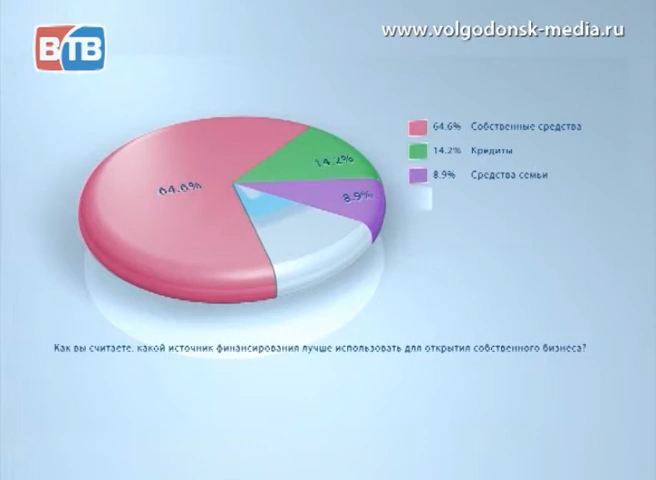 www.volgodonsk-media.ru
ВТВ
64.6% Собственные средства
14.2% Кредиты
8.9% Средства семьи
14.2%
64.6%
8.9%
Как вы считаете, какой источник финансирования лучше использовать для открытия собственного бизнеса?